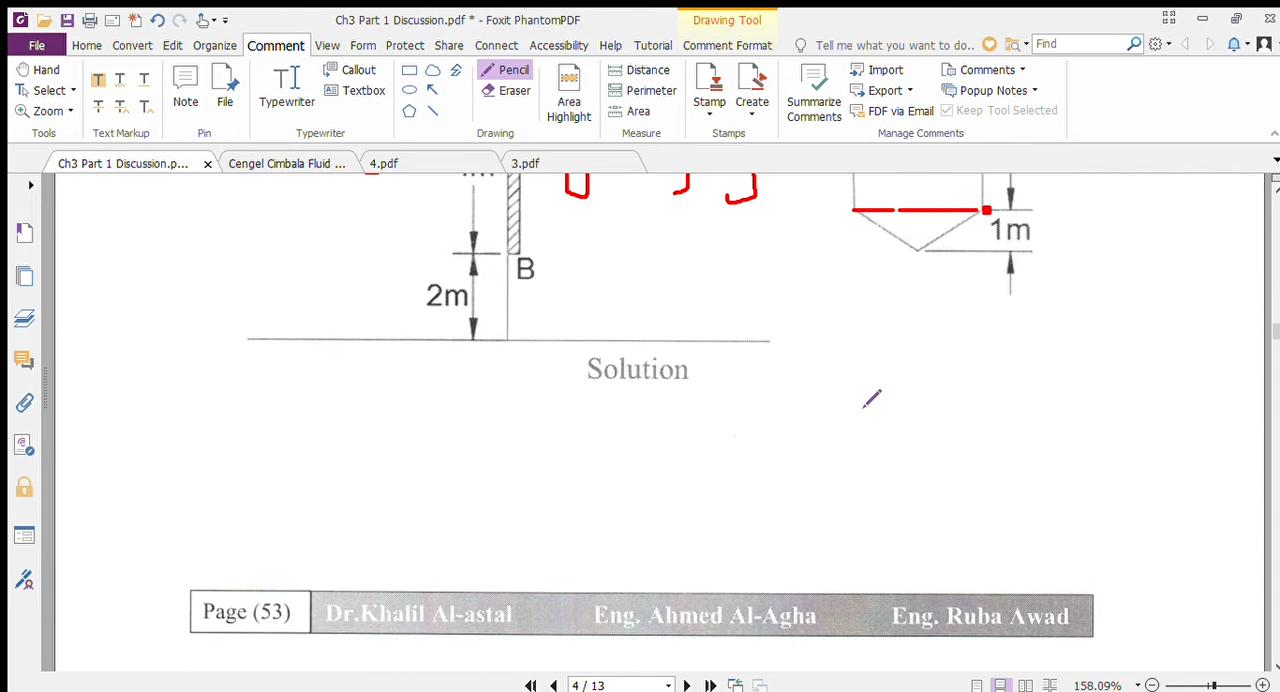 Ch3 Part 1 Discussion.pdf * - Foxit PhantomPDF
Drawing Tool
File Home Convert Edit Organize Comment View Form Protect Share Connect Accessibility Help Tutorial Comment Format Tell me what you want to do.. Find
Hand
Select
Zoom
Tools
Text Markup
Note
File
Pin
Typewriter
Callout
Textbox
Typewriter
Pencil
Eraser
Drawing
Area Highlight
Distance
Perimeter
Area
Measure
Stamp
Create
Stamps
Summarize Comments
Import
Export
FDF via Email
Comments
Popup Notes
Keep Tool Selected
Manage Comments
Ch3 Part 1 Discussion.p... Cengel Cimbala Fluid ... 4.pdf 3.pdf
1m
B
2m
Solution
Page (53) Dr.Khalil Al-astal Eng. Ahmed Al-Agha Eng. Ruba Awad
4 / 13
158.09%